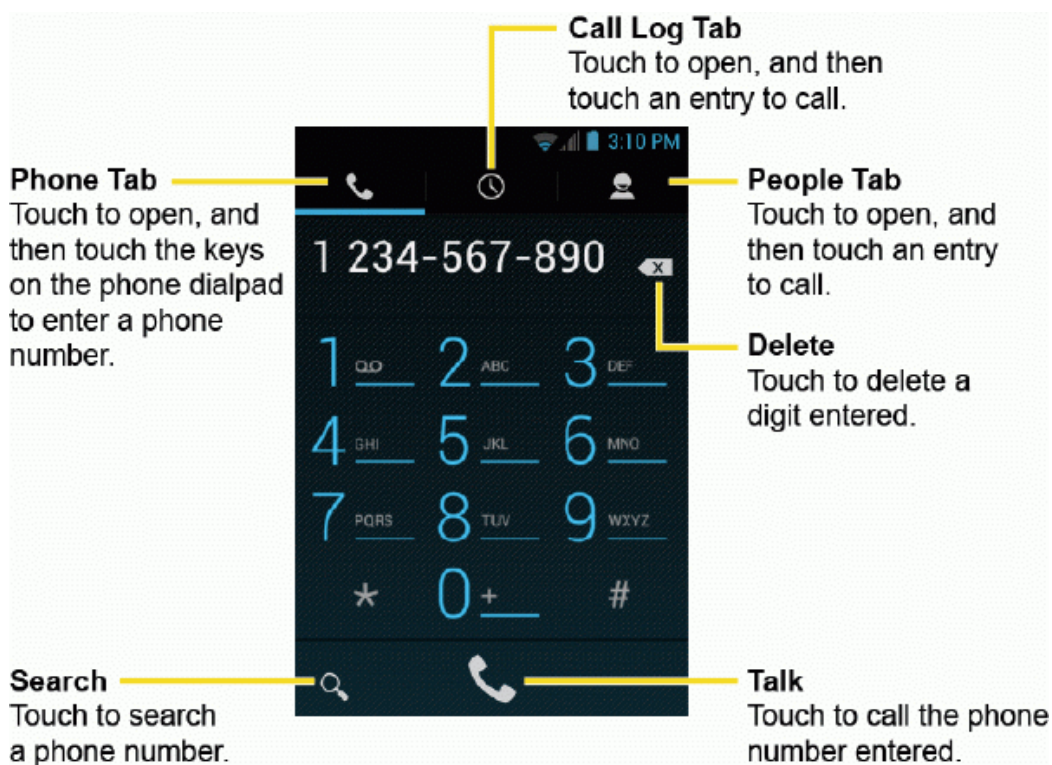 Call Log Tab
Touch to open, and then
touch an entry to call.
3:10 PM
Phone Tab
Touch to open, and
then touch the keys
on the phone dialpad
to enter a phone
number.
People Tab
Touch to open, and
then touch an entry
to call.
1 234-567-890
x
Delete
Touch to delete a
digit entered.
1 2 ABC 3 DEF
4 GHI 5 JKL 6 MNO
7 PQRS 8 TUV 9 WXYZ
* 0 + #
Search
Touch to search
a phone number.
Talk
Touch to call the phone
number entered.